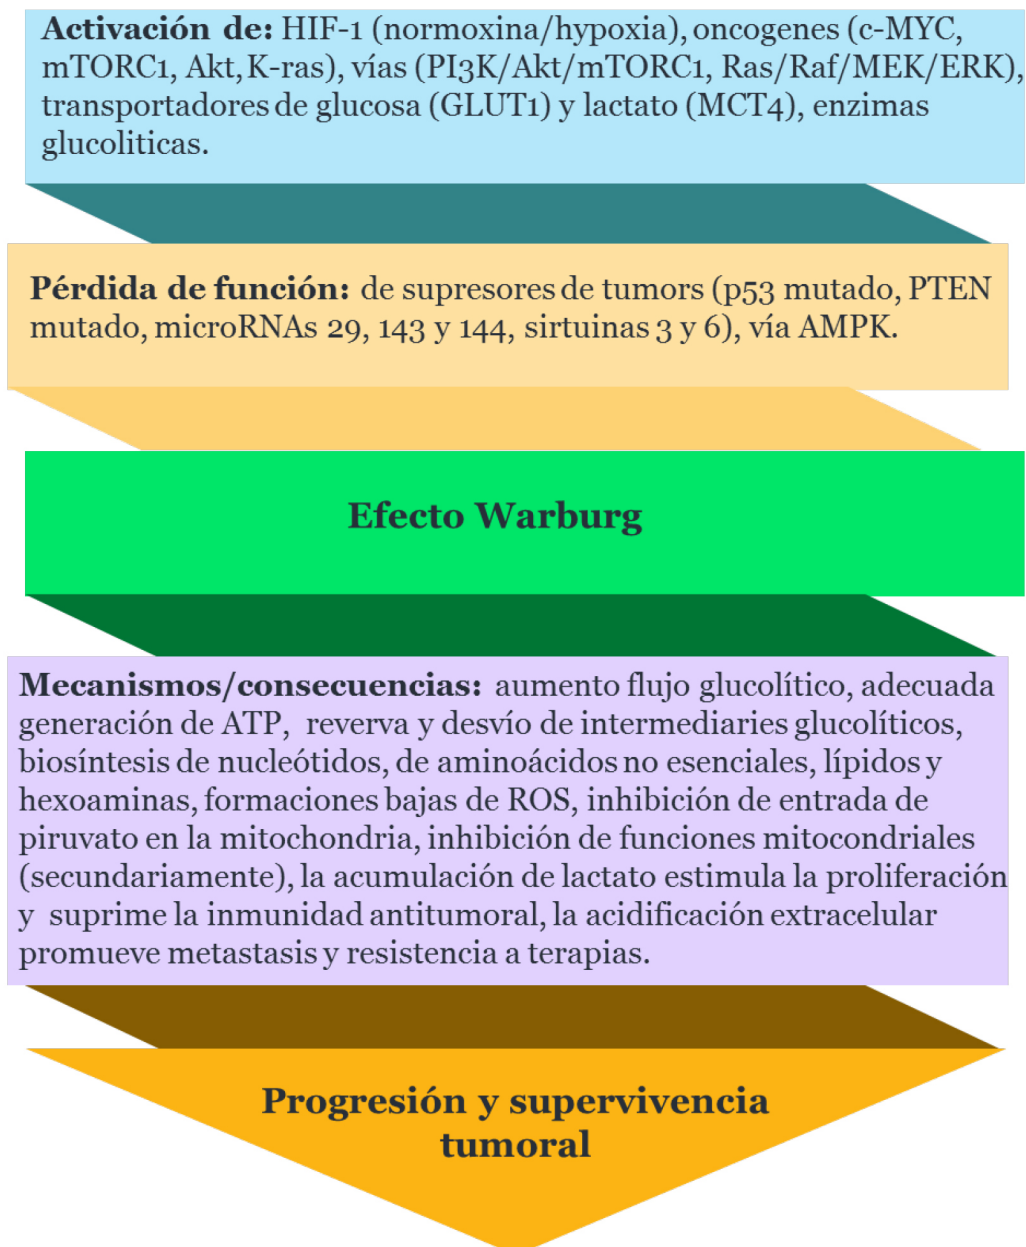 Activación de: HIF-1 (normoxina/hypoxia), oncogenes (c-MYC,
mTORC1, Akt, K-ras), vías (PI3K/Akt/mTORC1, Ras/Raf/MEK/ERK),
transportadores de glucosa (GLUT1) y lactato (MCT4), enzimas
glucoliticas.
Pérdida de función: de supresores de tumors (p53 mutado, PTEN
mutado, microRNAs 29, 143 y 144, sirtuinas 3 y 6), vía AMPK.
Efecto Warburg
Mecanismos/consecuencias: aumento flujo glucolítico, adecuada
generación de ATP, reverva y desvío de intermediaries glucolíticos,
biosíntesis de nucleótidos, de aminoácidos no esenciales, lípidos y
hexoaminas, formaciones bajas de ROS, inhibición de entrada de
piruvato en la mitochondria, inhibición de funciones mitocondriales
(secundariamente), la acumulación de lactato estimula la proliferación
y suprime la inmunidad antitumoral, la acidificación extracelular
promueve metastasis y resistencia a terapias.
Progresión y supervivencia
tumoral